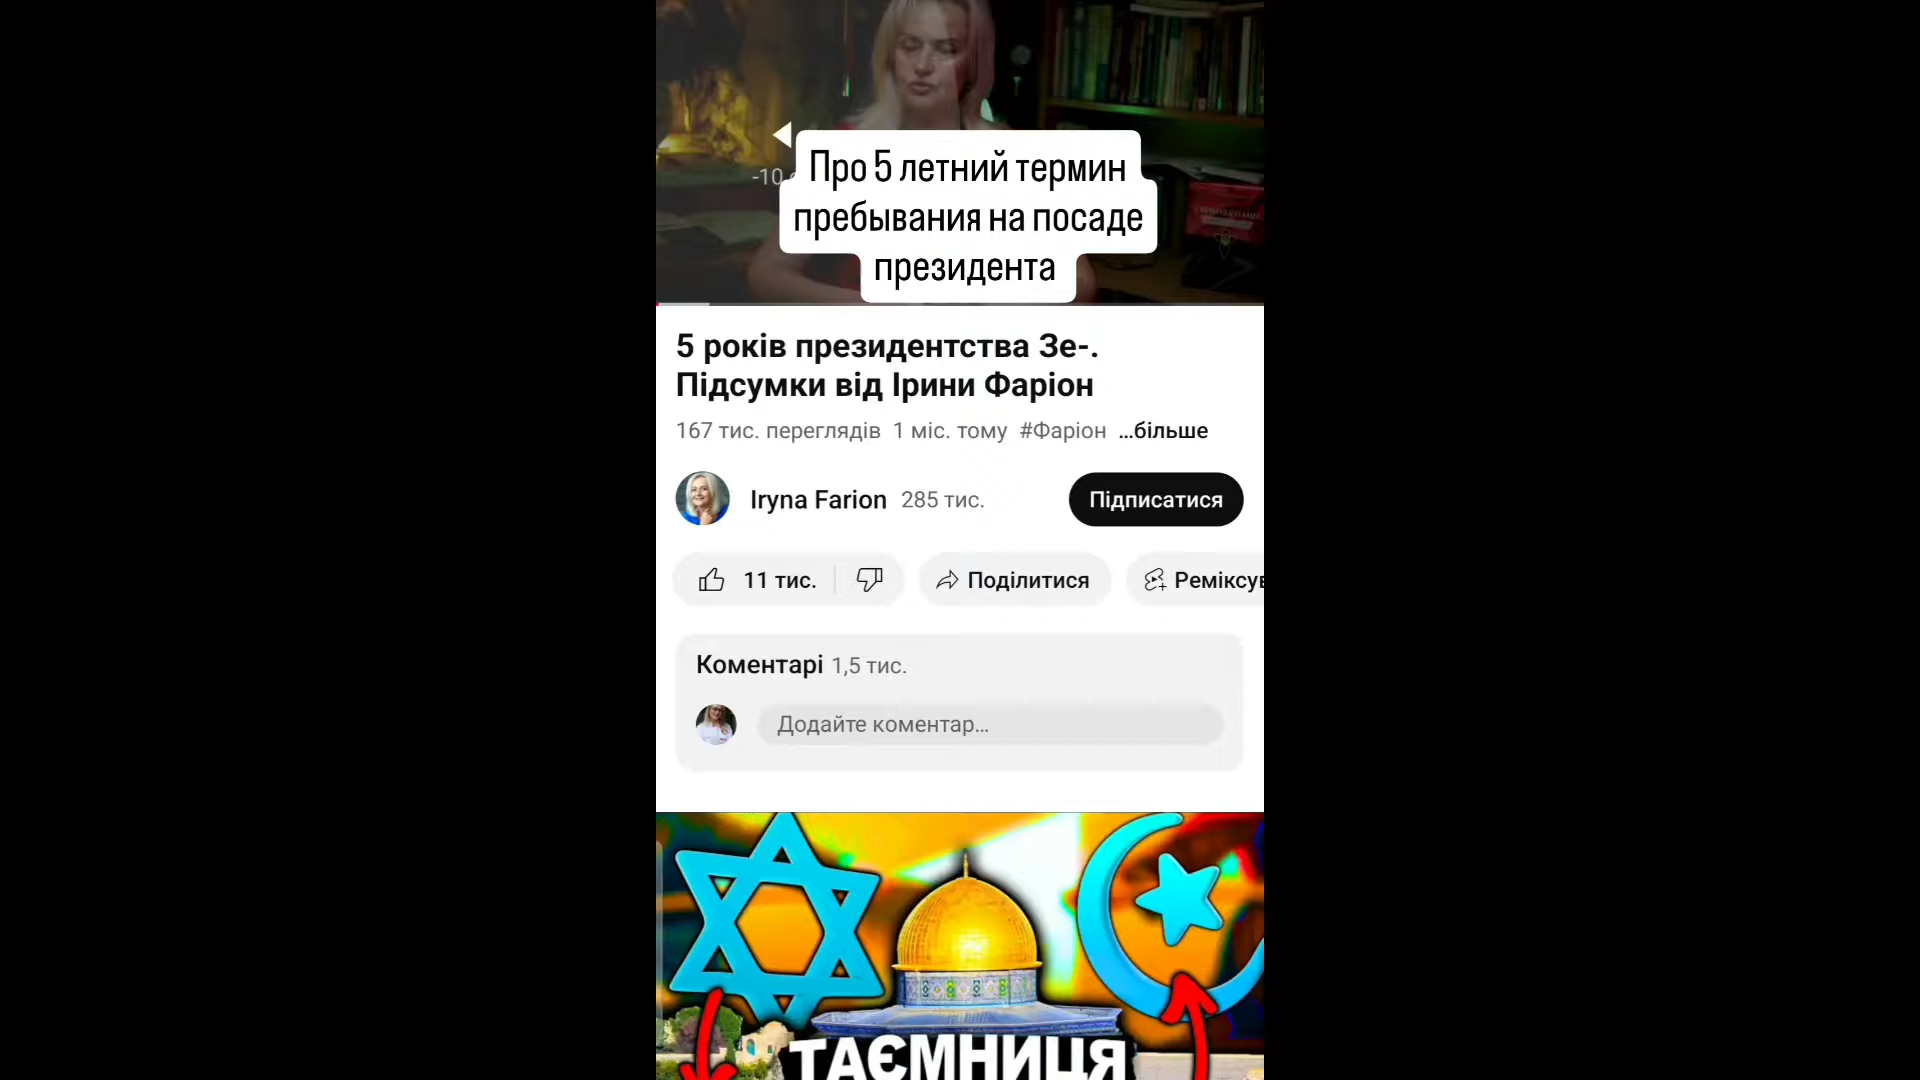 -10
Про 5 летний термин
пребывания на посаде
президента
5 років президентства Зе-.
Підсумки від Ірини Фаріон
167 тис. переглядів 1 міс. тому #Фаріон ...більше
Iryna Farion 285 тис.
Підписатися
11 тис.
Поділитися
Реміксув
Коментарі 1,5 тис.
Додайте коментар...
ТАЄМНИЦЯ